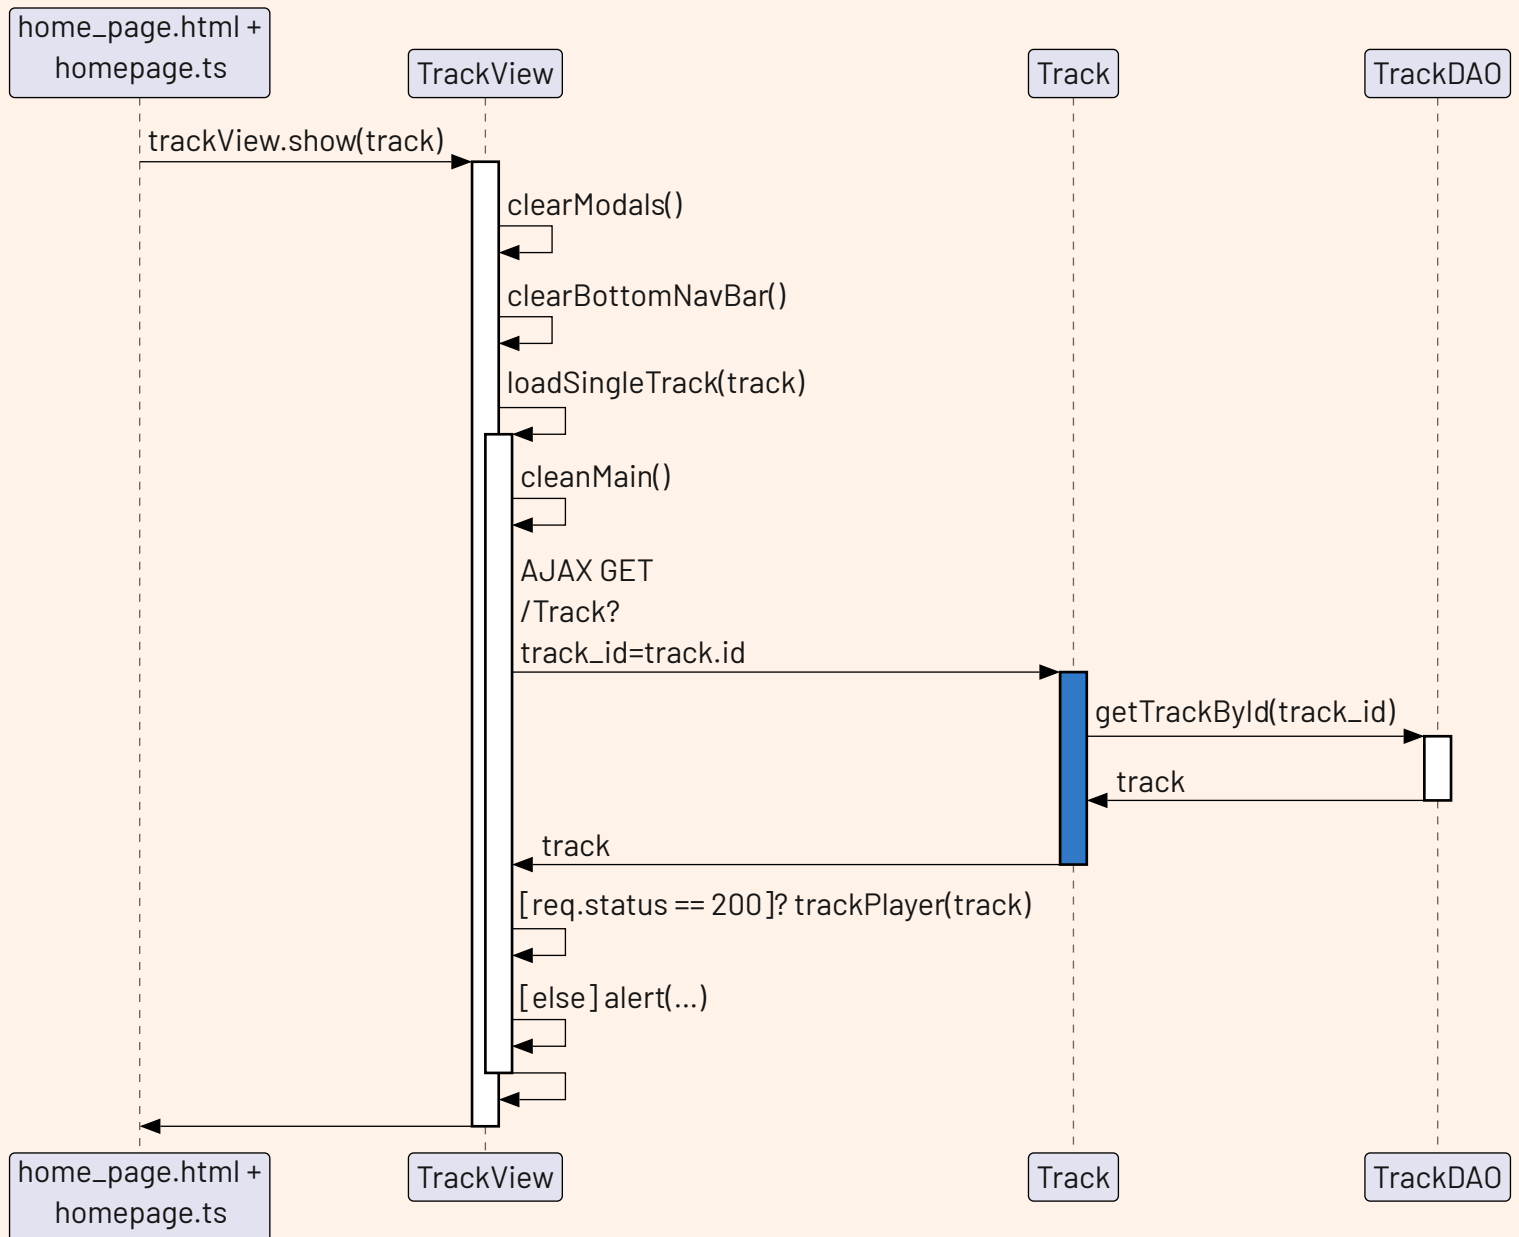 home_page.html +
homepage.ts
TrackView
Track
TrackDAO
trackView.show(track)
clearModals()
clearBottomNavBar()
loadSingleTrack(track)
cleanMain()
AJAX GET
/Track?
track_id=track.id
getTrackById(track_id)
track
track
[req.status == 200]? trackPlayer(track)
[else] alert(...)
home_page.html +
homepage.ts
TrackView
Track
TrackDAO